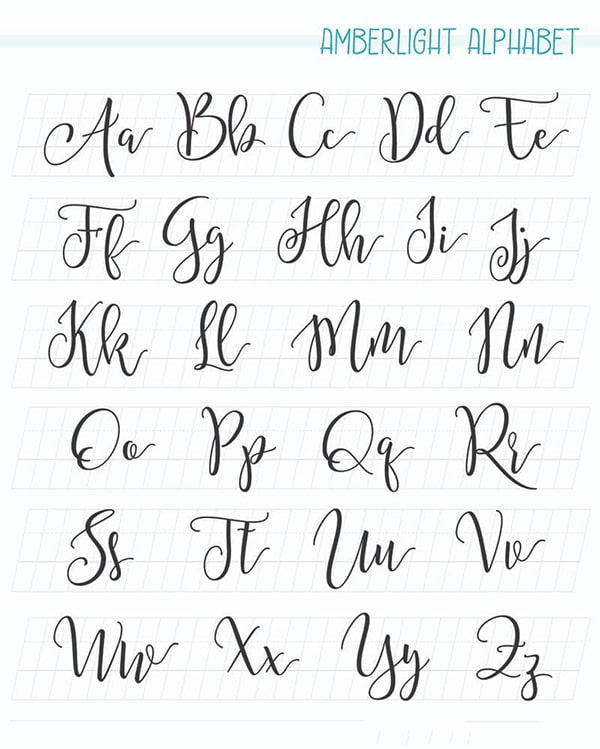 AMBERLIGHT ALPHABET
Aa Bb Cc Dd Ee
Ff Gg Hh Ii Jj
Kk Ll Mm Nn
Oo Pp Qq Rr
Ss Tt Uu Vv
Ww Xx Yy Zz